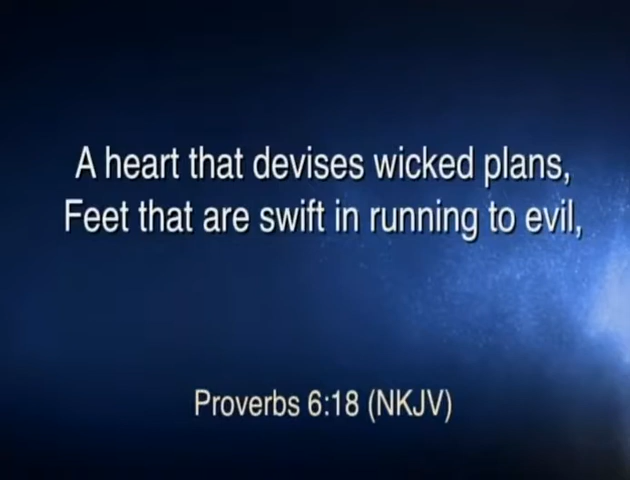 A heart that devises wicked plans,
Feet that are swift in running to evil,
Proverbs 6:18 (NKJV)